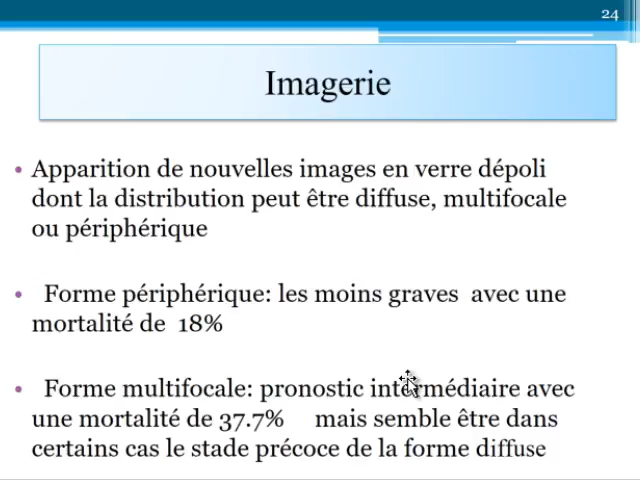 24
Imagerie
• Apparition de nouvelles images en verre dépoli
dont la distribution peut être diffuse, multifocale
ou périphérique
• Forme périphérique: les moins graves avec une
mortalité de 18%
• Forme multifocale: pronostic intermédiaire avec
une mortalité de 37.7% mais semble être dans
certains cas le stade précoce de la forme diffuse